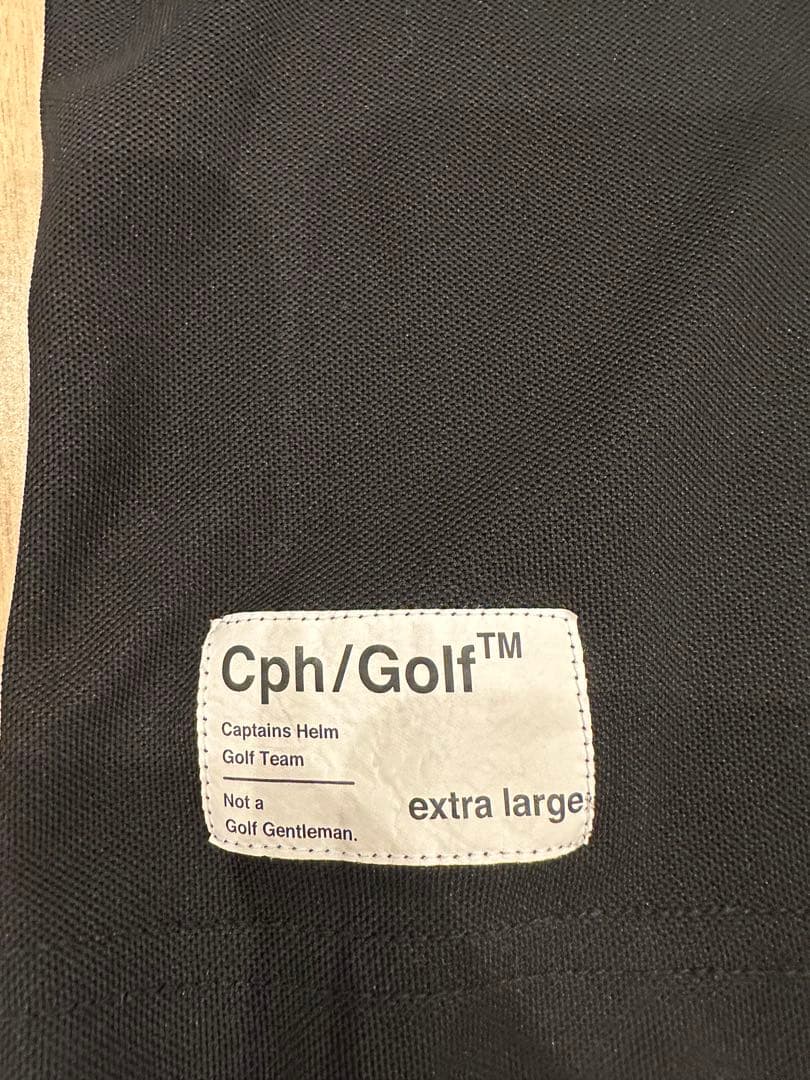 Cph/Golf™
Captains Helm
Golf Team
Not a
Golf Gentleman.
extra large